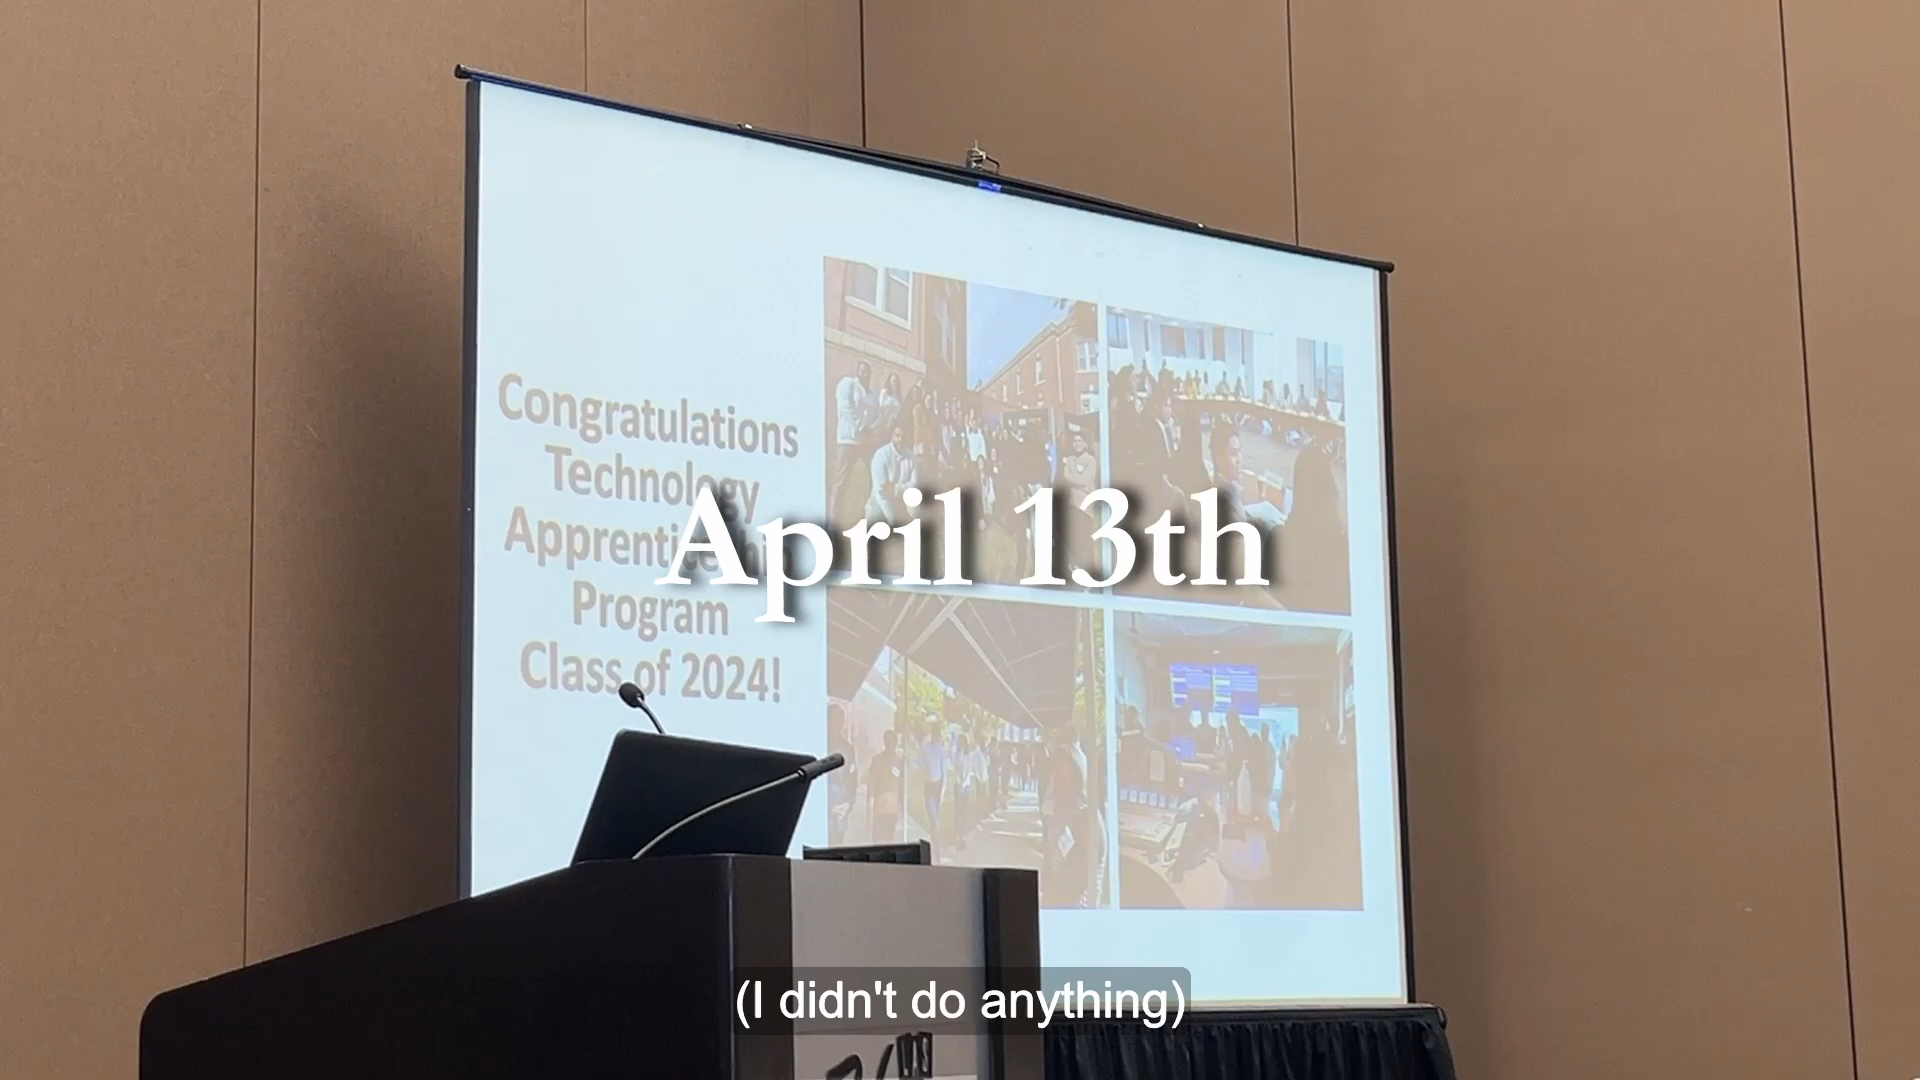 Congratulations
Technology
Apprenticeship
Program
Class of 2024!
April 13th
(I didn't do anything)